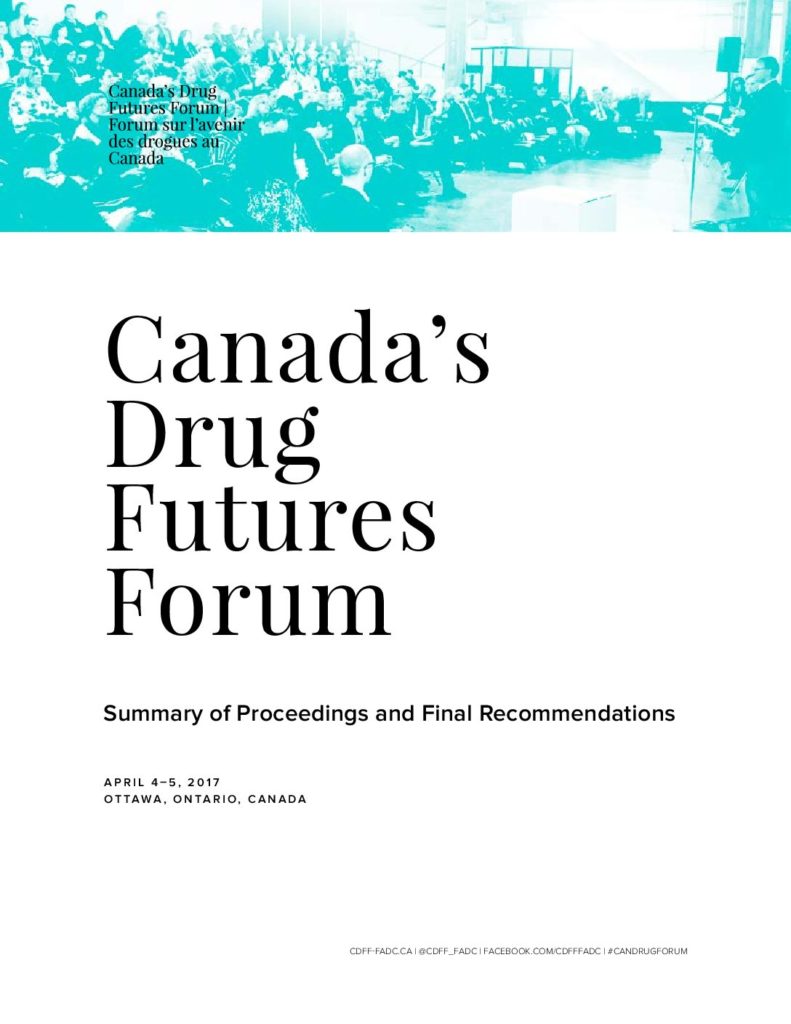 Canada's Drug
Futures Forum |
Forum sur l'avenir
des drogues au
Canada
Canada's
Drug
Futures
Forum
Summary of Proceedings and Final Recommendations
APRIL 4–5, 2017
OTTAWA, ONTARIO, CANADA
CDFF-FADC.CA | @CDFF_FADC | FACEBOOK.COM/CDFFFADC | #CANDRUGFORUM